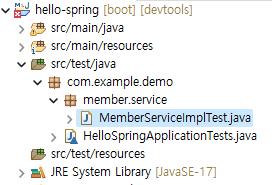 hello-spring [boot] [devtools]
src/main/java
src/main/resources
src/test/java
com.example.demo
member.service
MemberServiceImplTest.java
HelloSpringApplicationTests.java
src/test/resources
JRE System Library [JavaSE-17]